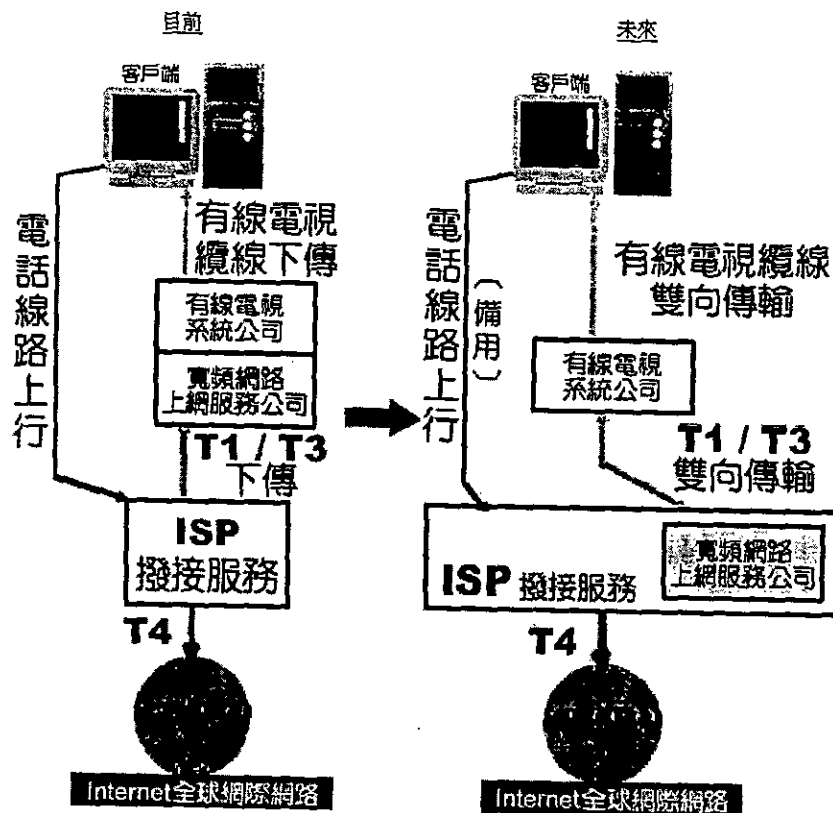 目前
客戶端
電話線路上行
有線電視
纜線下傳
有線電視
系統公司
寬頻網路
上網服務公司
T1 / T3
下傳
ISP
撥接服務
T4
Internet全球網際網路
未來
客戶端
電話線路上行
(備用)
有線電視纜線
雙向傳輸
有線電視
系統公司
T1 / T3
雙向傳輸
寬頻網路
上網服務公司
ISP 撥接服務
T4
Internet全球網際網路